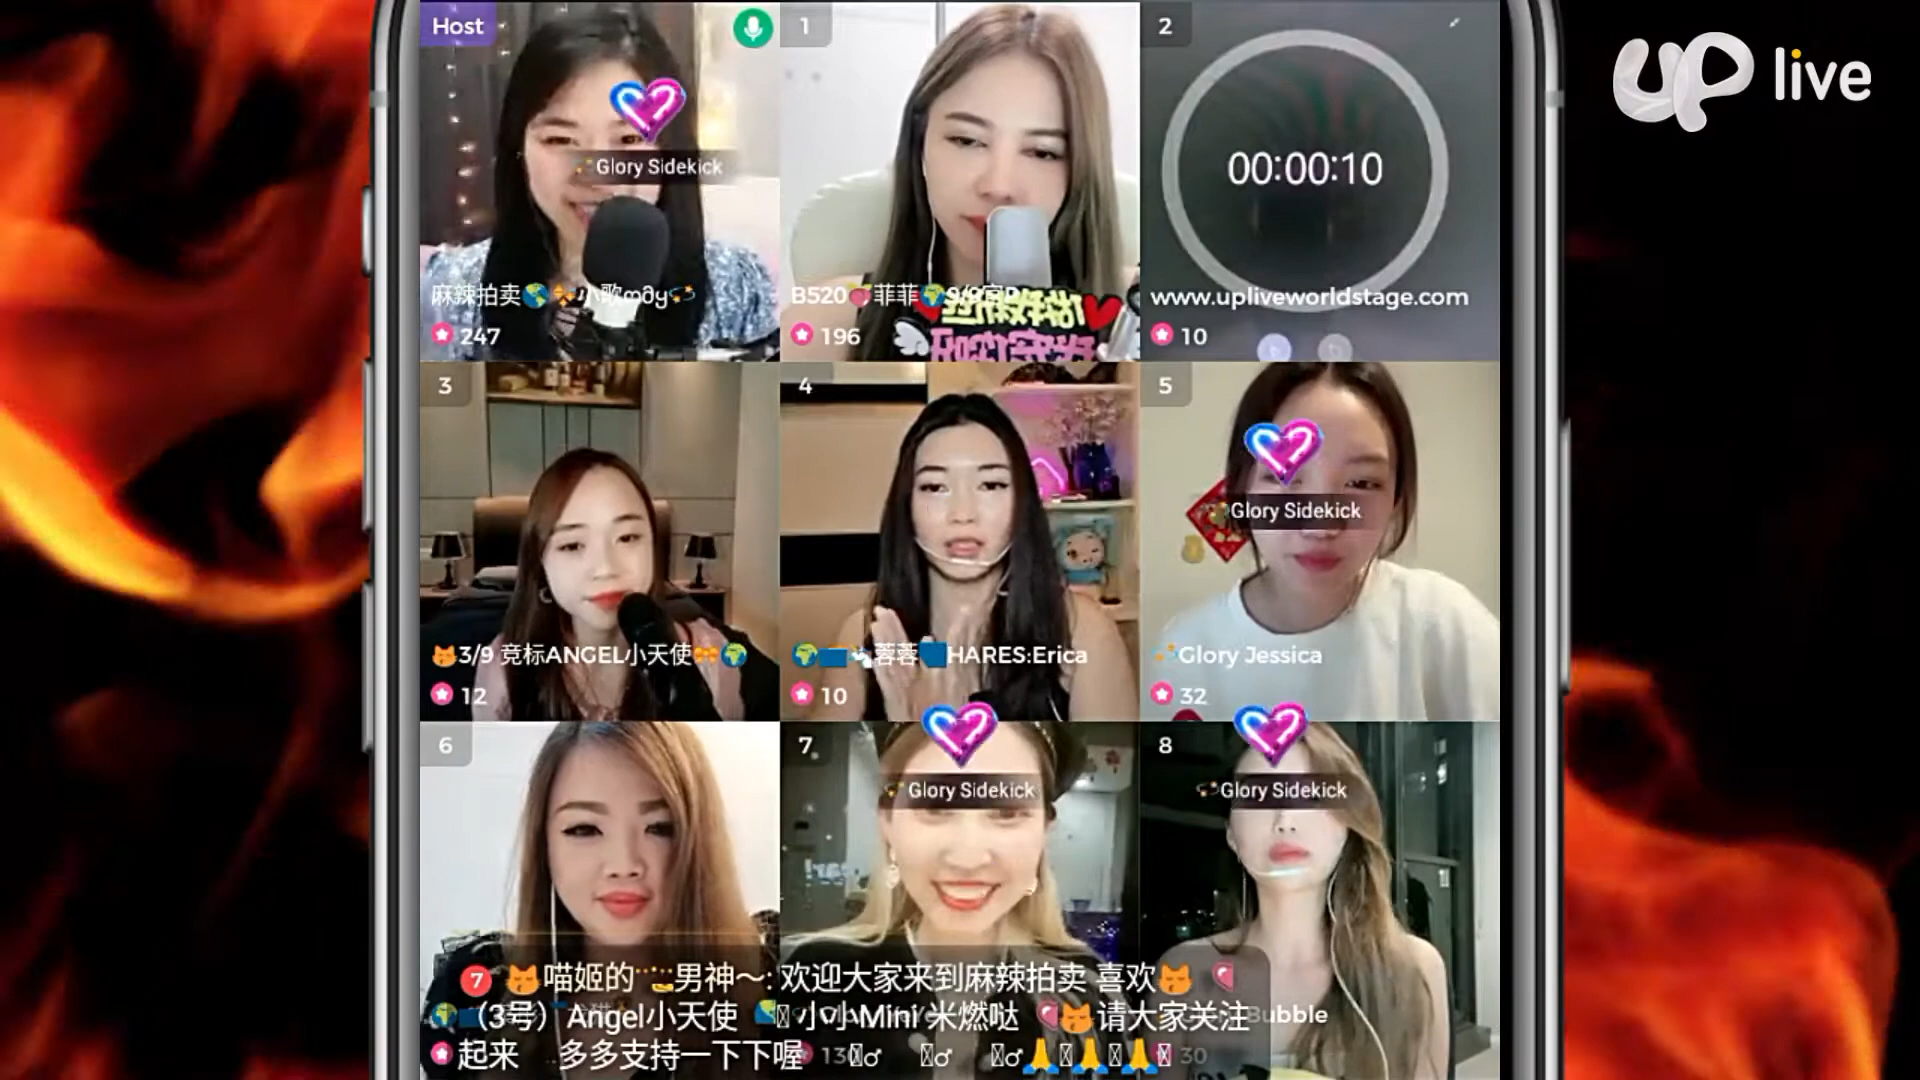 Host
1
2
UP live
Glory Sidekick
00:00:10
麻辣拍卖 小歌
B520 菲菲
www.upliveworldstage.com
247
196
10
3
4
5
Glory Sidekick
3/9 竞标ANGEL小天使
蓉蓉 HARES:Erica
Glory Jessica
12
10
32
6
7
8
Glory Sidekick
Glory Sidekick
7 喵姬的 男神～: 欢迎大家来到麻辣拍卖 喜欢
（3号）Angel小天使 小小Mini 米燃哒 请大家关注
Bubble
起来 多多支持一下下喔
130
30